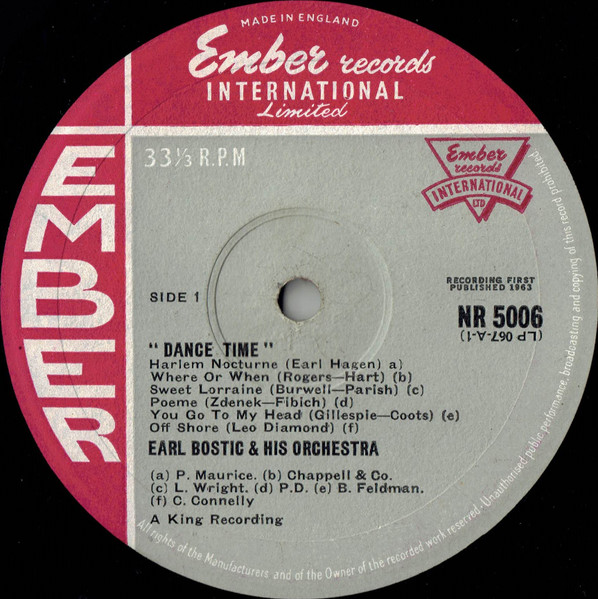 MADE IN ENGLAND
Ember records
INTERNATIONAL
Limited
EMBER
33⅓ R.P.M
Ember
records
INTERNATIONAL
LTD
RECORDING FIRST
PUBLISHED 1963
SIDE 1
NR 5006
(LP 067-A-1)
" DANCE TIME "
Harlem Nocturne (Earl Hagen) a)
Where Or When (Rogers—Hart) (b)
Sweet Lorraine (Burwell—Parish) (c)
Poeme (Zdenek—Fibich) (d)
You Go To My Head (Gillespie—Coots) (e)
Off Shore (Leo Diamond) (f)
EARL BOSTIC & HIS ORCHESTRA
(a) P. Maurice. (b) Chappell & Co.
(c) L. Wright. (d) P.D. (e) B. Feldman.
(f) C. Connelly
A King Recording
All rights of the Manufacturers and of the Owner of the recorded work reserved-Unauthorised public performance, broadcasting and copying of this record prohibited.